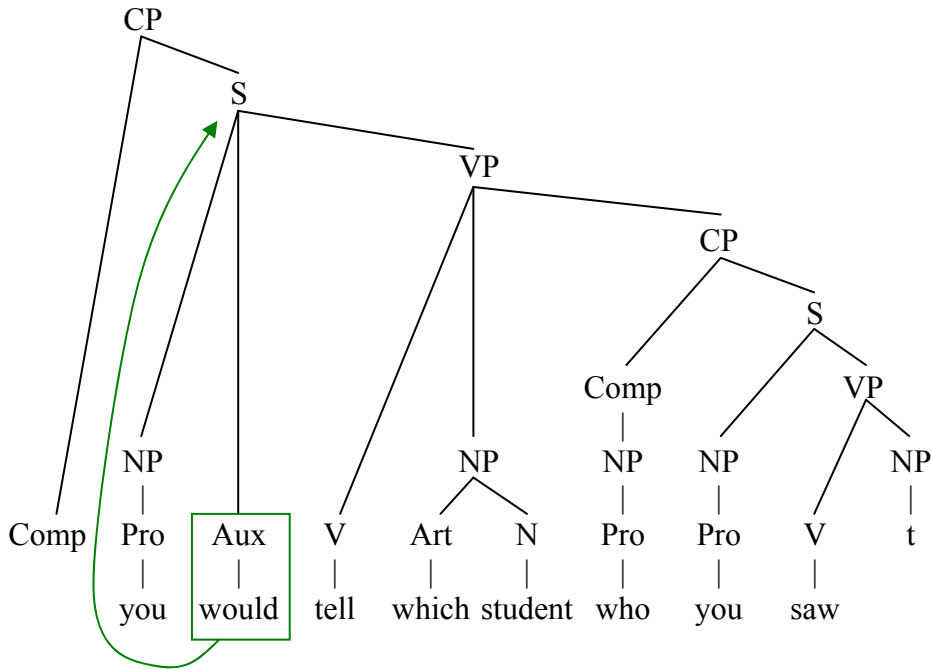 CP
S
VP
CP
S
Comp VP
NP NP NP NP NP
Comp Pro Aux V Art N Pro Pro V t
you would tell which student who you saw